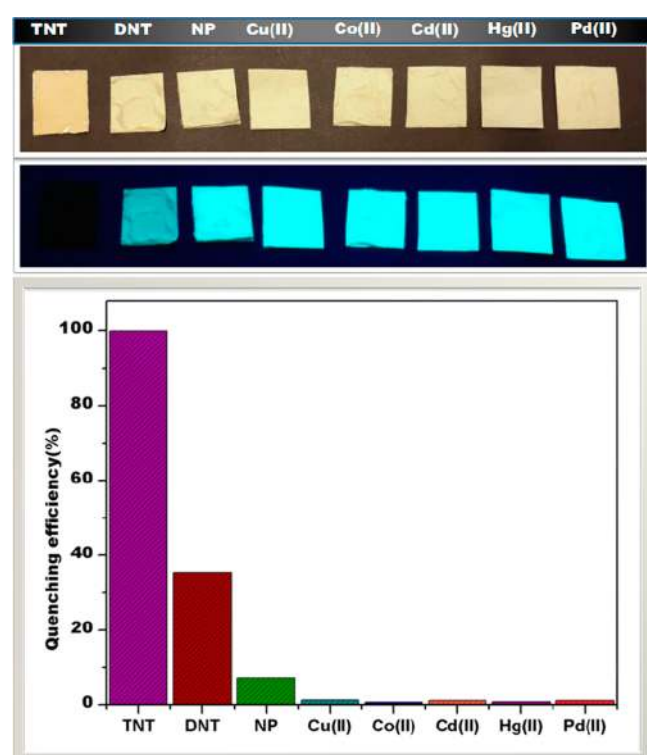 TNT DNT NP Cu(II) Co(II) Cd(II) Hg(II) Pd(II)
100
80
60
40
20
0
Quenching efficiency(%)
TNT DNT NP Cu(II) Co(II) Cd(II) Hg(II) Pd(II)